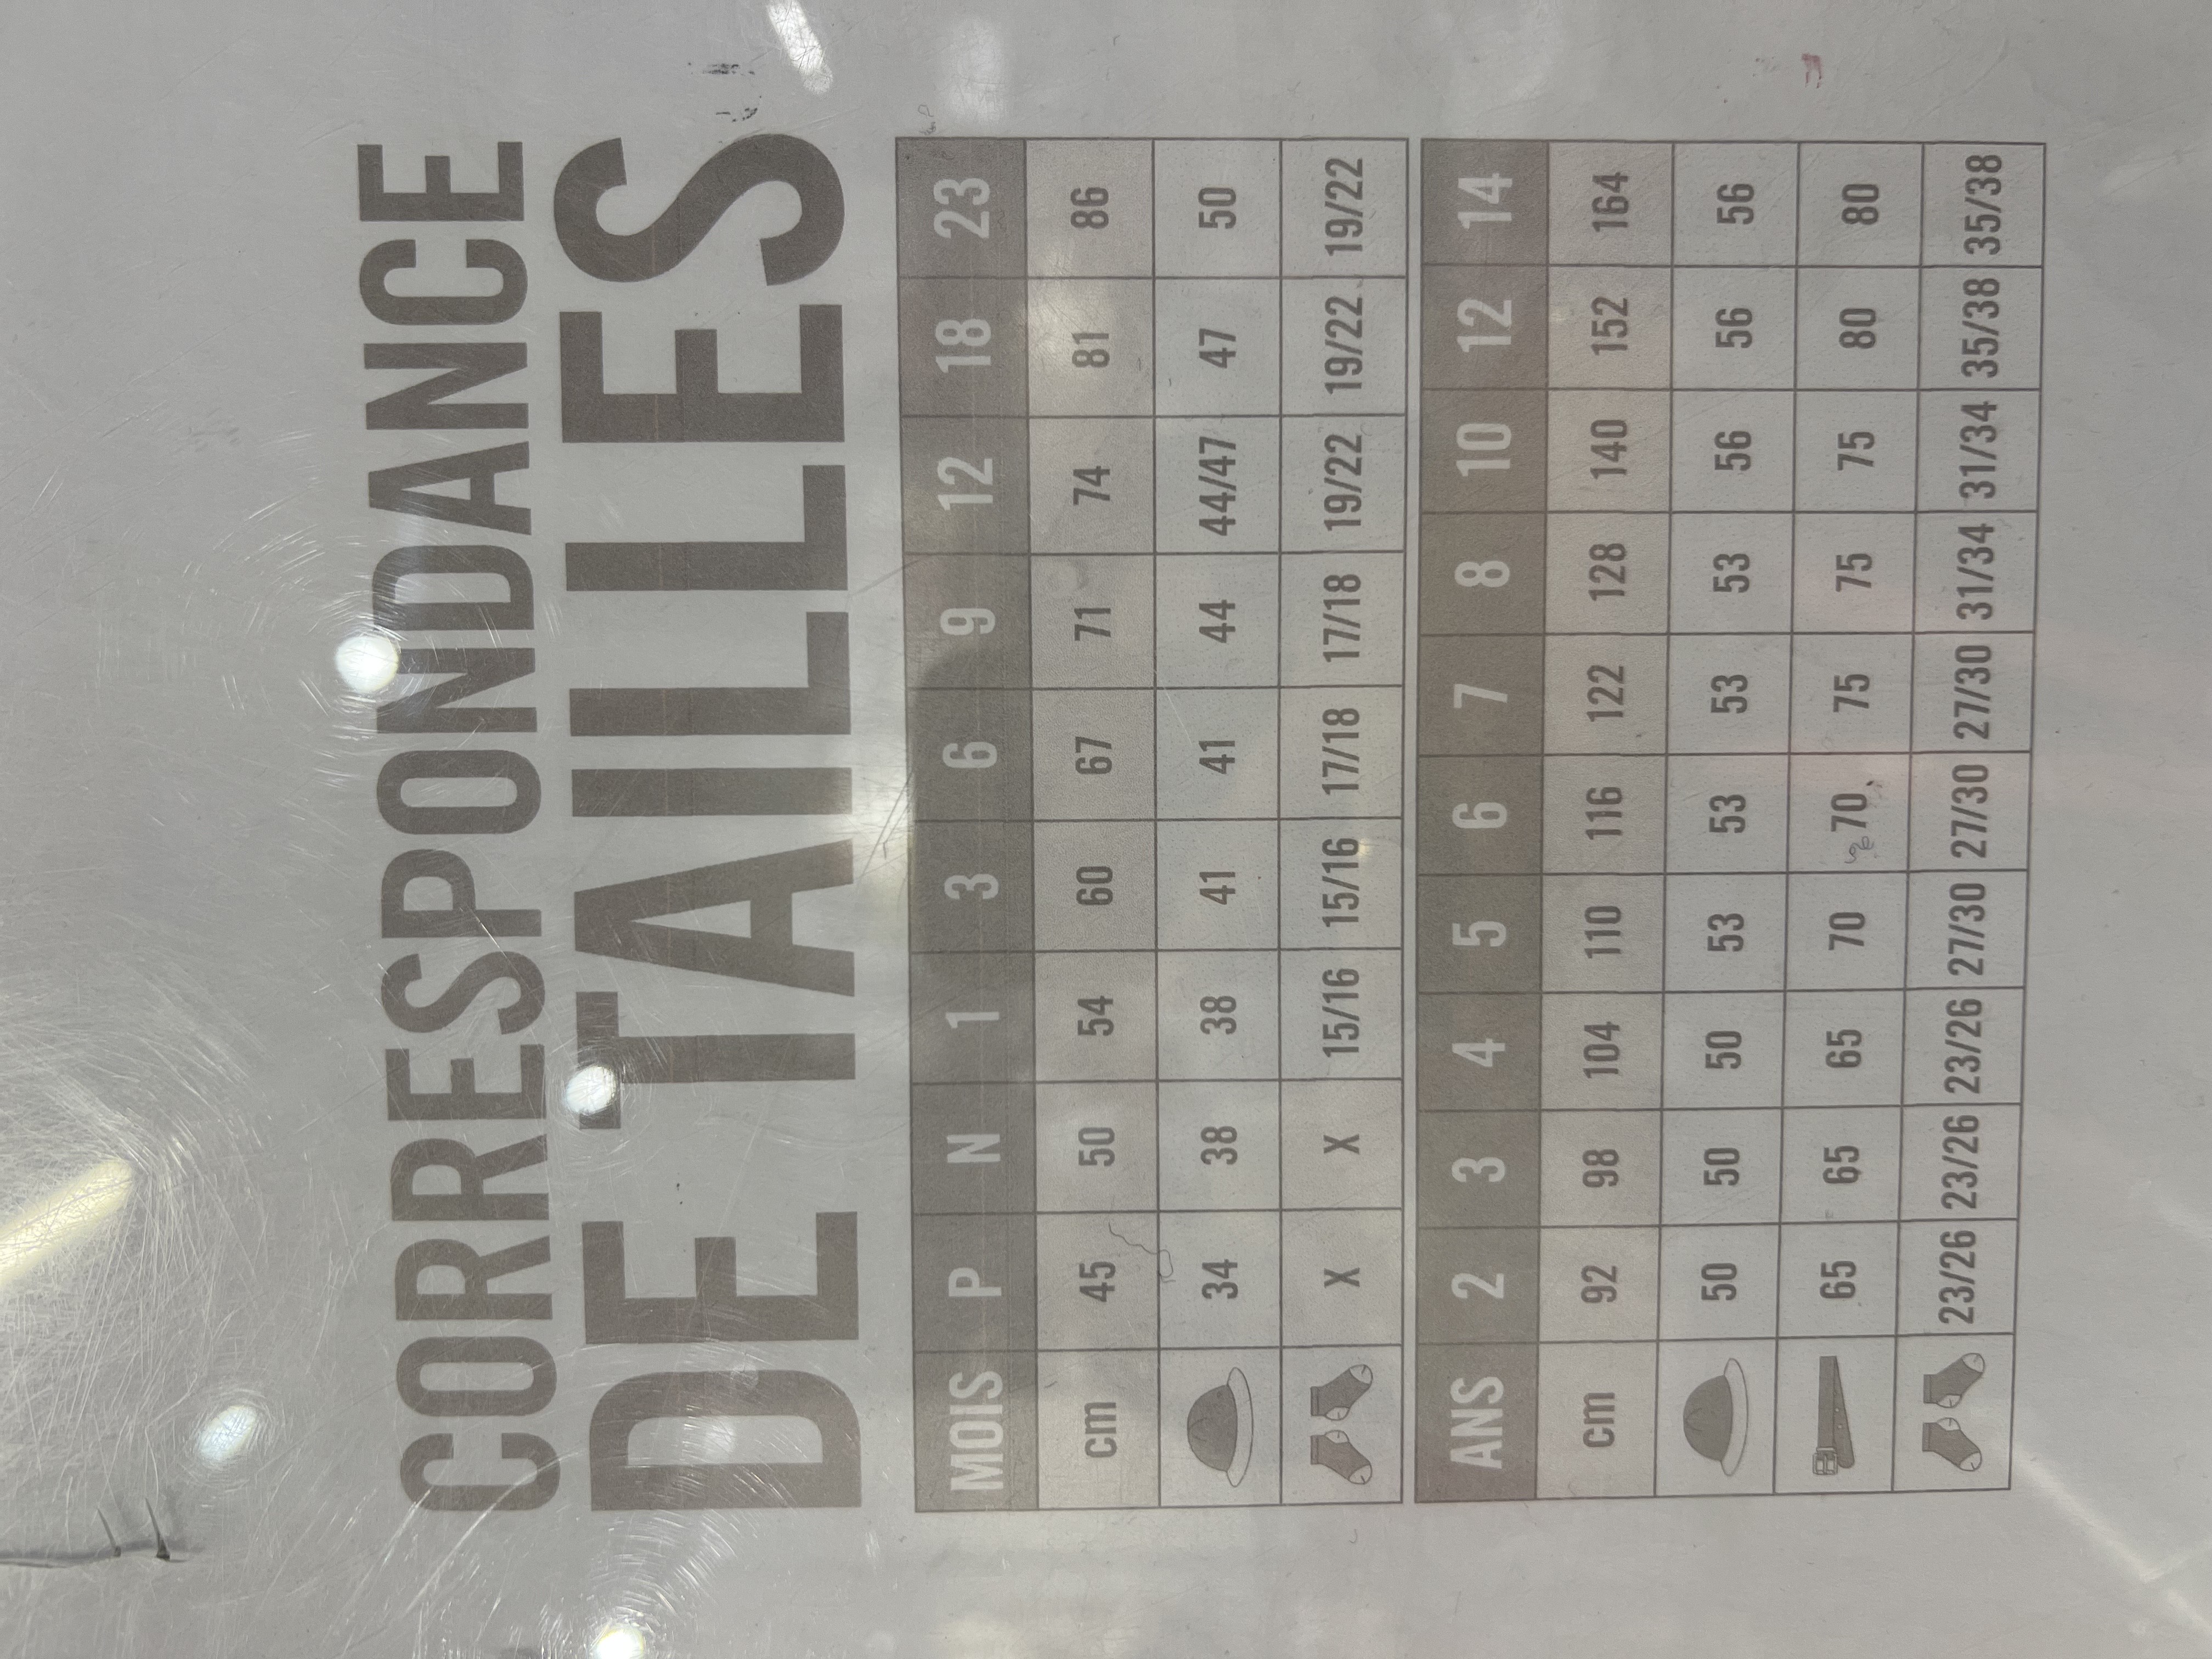 CORRESPONDANCE
DE TAILLES
MOIS P N 1 3 6 9 12 18 23
cm 45 50 54 60 67 71 74 81 86
34 38 38 41 41 44 44/47 47 50
X X 15/16 15/16 17/18 17/18 19/22 19/22 19/22
ANS 2 3 4 5 6 7 8 10 12 14
cm 92 98 104 110 116 122 128 140 152 164
50 50 50 53 53 53 53 56 56 56
65 65 65 70 70 75 75 75 80 80
23/26 23/26 23/26 27/30 27/30 27/30 31/34 31/34 35/38 35/38